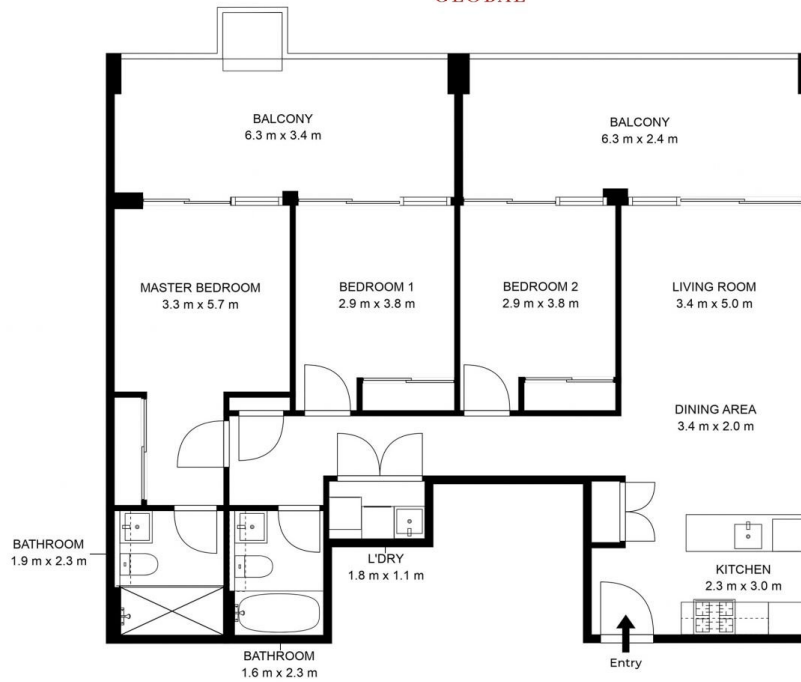 GLOBAL
BALCONY
6.3 m x 3.4 m
BALCONY
6.3 m x 2.4 m
MASTER BEDROOM
3.3 m x 5.7 m
BEDROOM 1
2.9 m x 3.8 m
BEDROOM 2
2.9 m x 3.8 m
LIVING ROOM
3.4 m x 5.0 m
DINING AREA
3.4 m x 2.0 m
BATHROOM
1.9 m x 2.3 m
L'DRY
1.8 m x 1.1 m
KITCHEN
2.3 m x 3.0 m
BATHROOM
1.6 m x 2.3 m
Entry